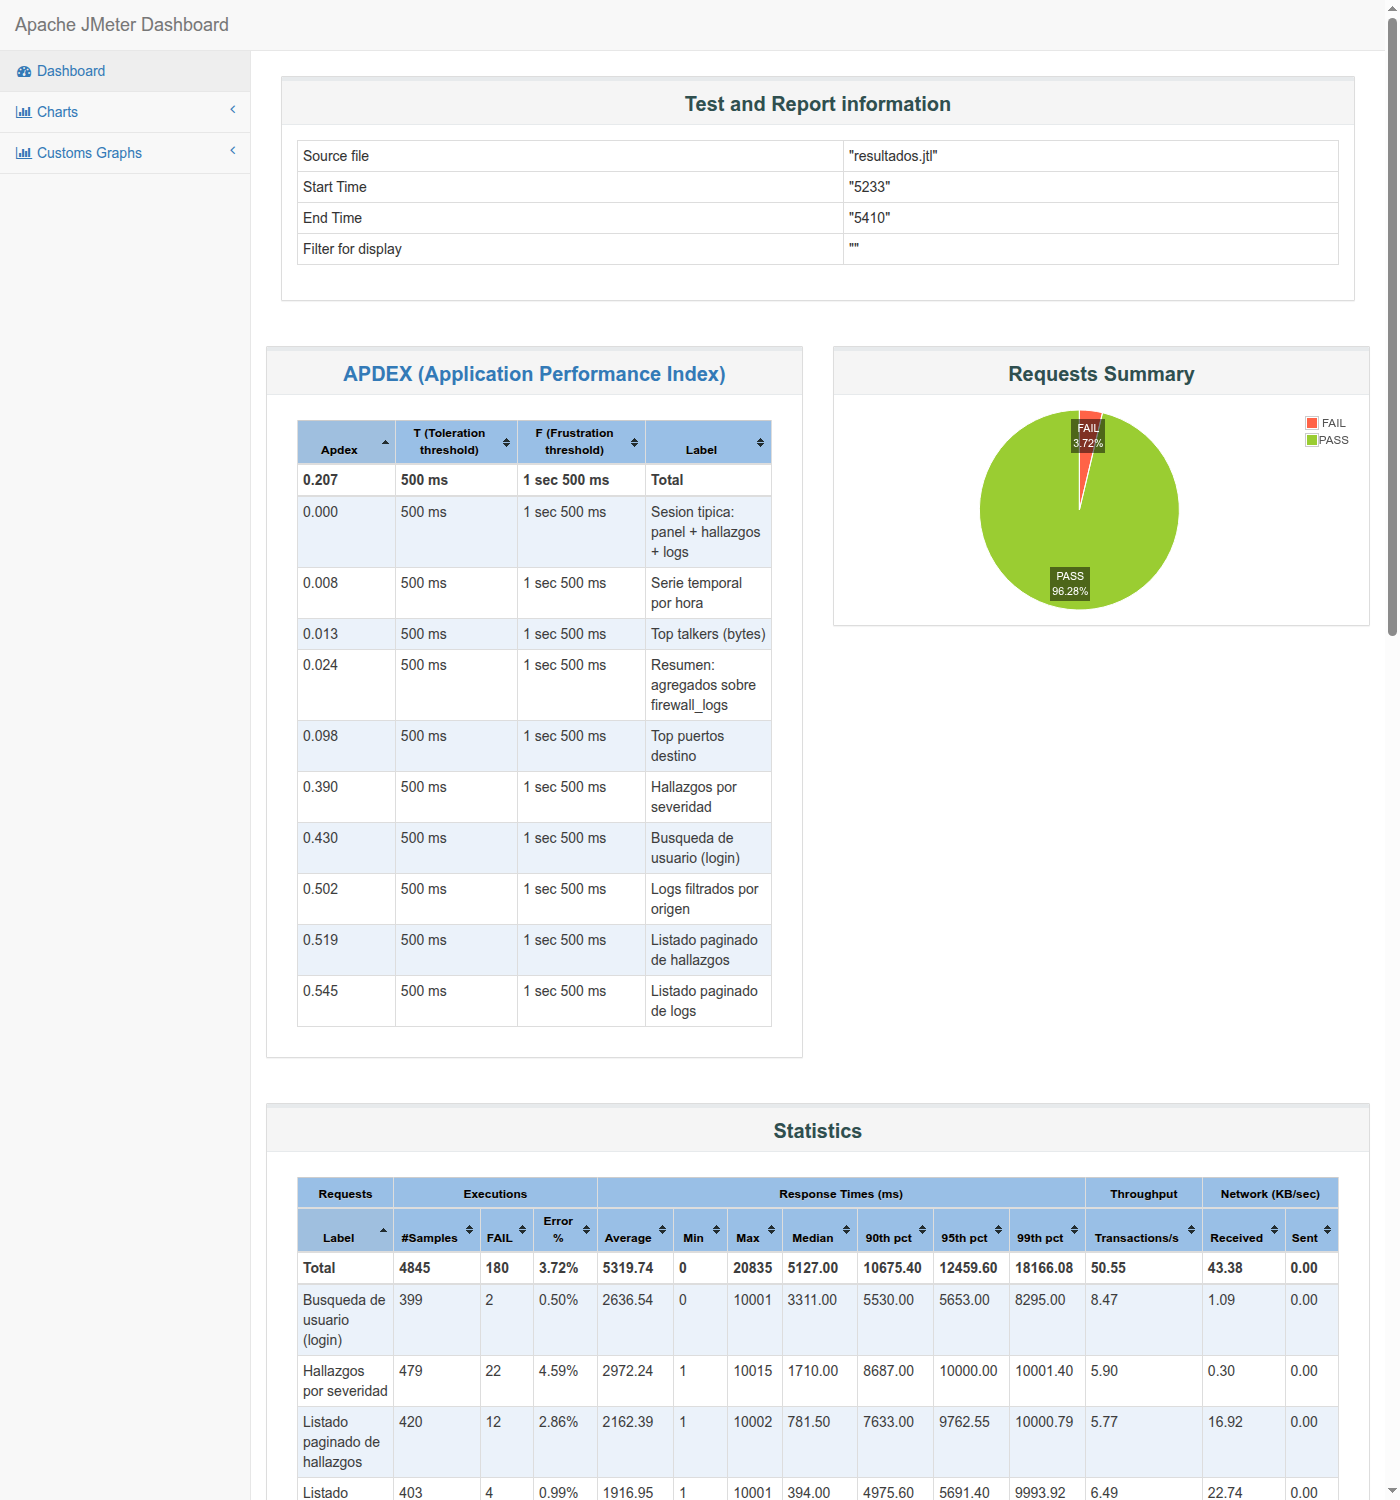 Apache JMeter Dashboard
Dashboard
Charts
Customs Graphs
Test and Report information
Source file "resultados.jtl"
Start Time "5233"
End Time "5410"
Filter for display ""
APDEX (Application Performance Index)
Apdex T (Toleration threshold) F (Frustration threshold) Label
0.207 500 ms 1 sec 500 ms Total
0.000 500 ms 1 sec 500 ms Sesion tipica: panel + hallazgos + logs
0.008 500 ms 1 sec 500 ms Serie temporal por hora
0.013 500 ms 1 sec 500 ms Top talkers (bytes)
0.024 500 ms 1 sec 500 ms Resumen: agregados sobre firewall_logs
0.098 500 ms 1 sec 500 ms Top puertos destino
0.390 500 ms 1 sec 500 ms Hallazgos por severidad
0.430 500 ms 1 sec 500 ms Busqueda de usuario (login)
0.502 500 ms 1 sec 500 ms Logs filtrados por origen
0.519 500 ms 1 sec 500 ms Listado paginado de hallazgos
0.545 500 ms 1 sec 500 ms Listado paginado de logs
Requests Summary
FAIL
3.72%
PASS
96.28%
FAIL
PASS
Statistics
Requests Executions Response Times (ms) Throughput Network (KB/sec)
Label #Samples FAIL Error % Average Min Max Median 90th pct 95th pct 99th pct Transactions/s Received Sent
Total 4845 180 3.72% 5319.74 0 20835 5127.00 10675.40 12459.60 18166.08 50.55 43.38 0.00
Busqueda de usuario (login) 399 2 0.50% 2636.54 0 10001 3311.00 5530.00 5653.00 8295.00 8.47 1.09 0.00
Hallazgos por severidad 479 22 4.59% 2972.24 1 10015 1710.00 8687.00 10000.00 10001.40 5.90 0.30 0.00
Listado paginado de hallazgos 420 12 2.86% 2162.39 1 10002 781.50 7633.00 9762.55 10000.79 5.77 16.92 0.00
Listado 403 4 0.99% 1916.95 1 10001 394.00 4975.60 5691.40 9993.92 6.49 22.74 0.00